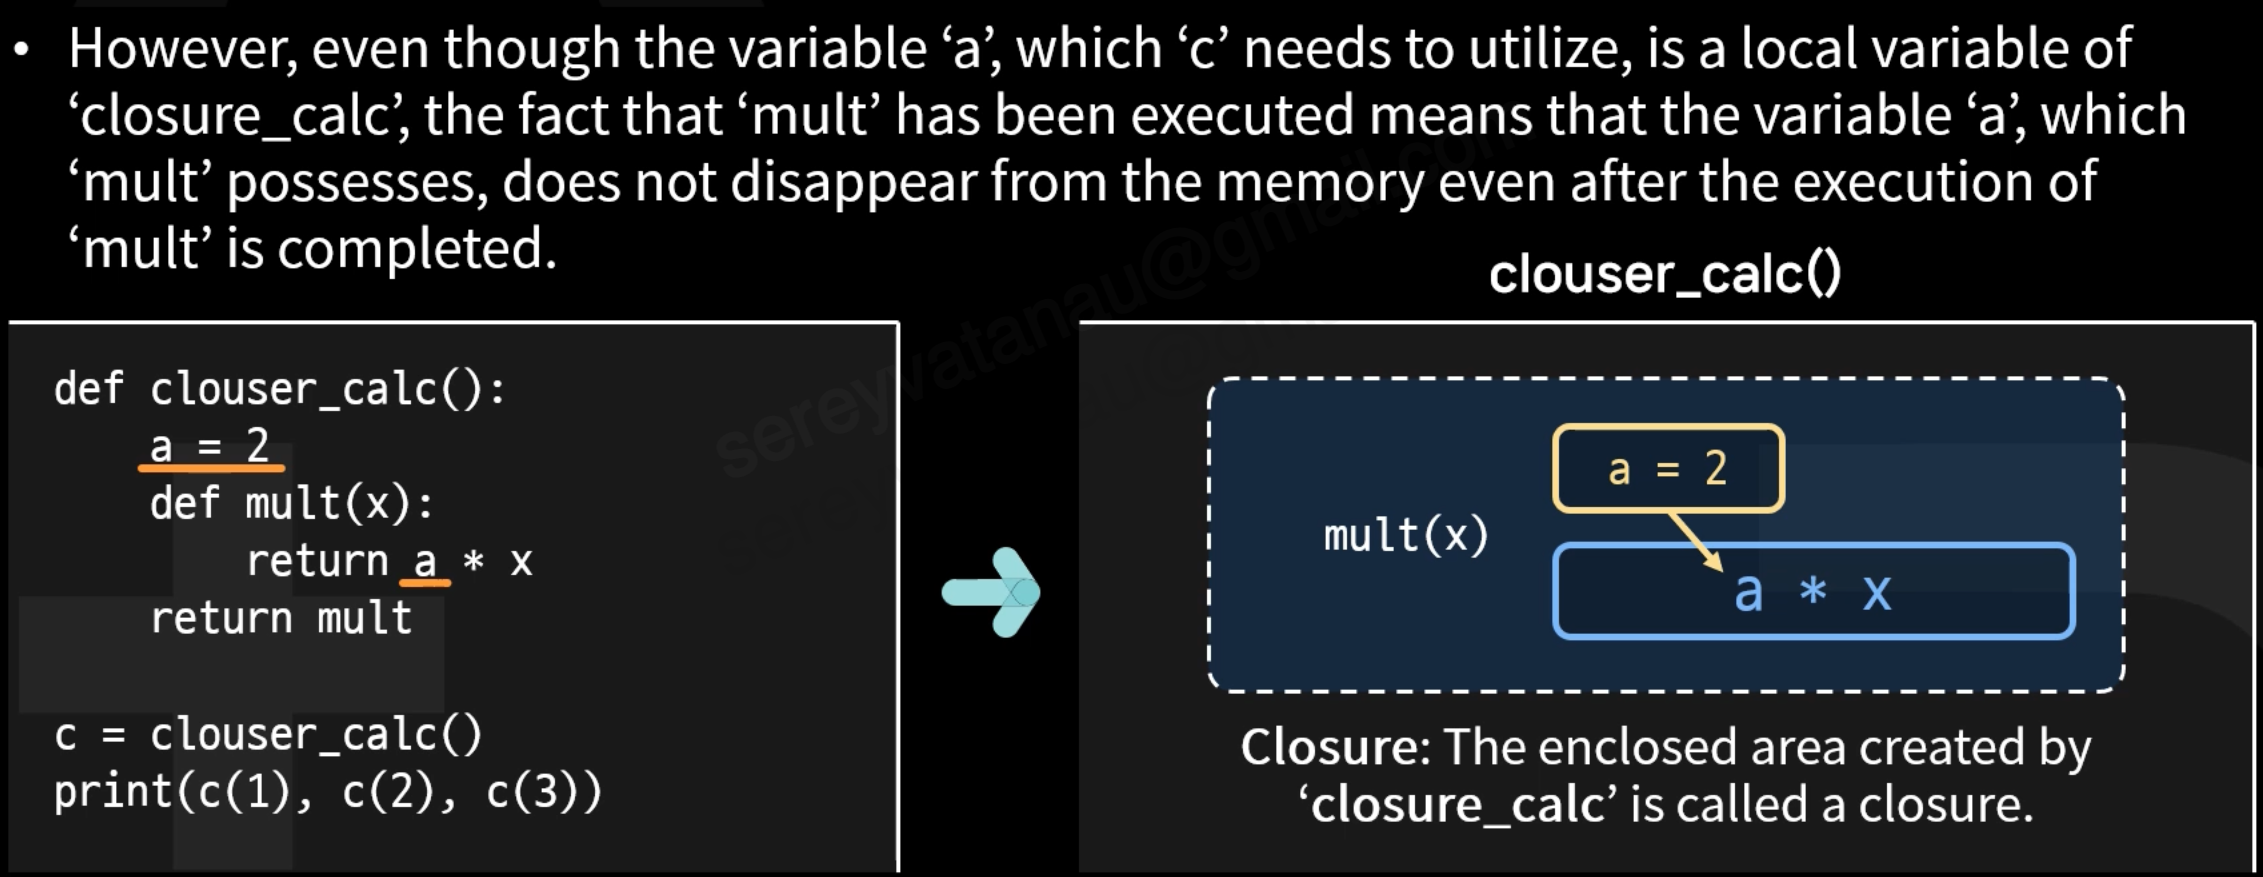 • However, even though the variable ‘a’, which ‘c’ needs to utilize, is a local variable of
‘closure_calc’, the fact that ‘mult’ has been executed means that the variable ‘a’, which
‘mult’ possesses, does not disappear from the memory even after the execution of
‘mult’ is completed.
clouser_calc()
def clouser_calc():
    a = 2
    def mult(x):
        return a * x
    return mult
c = clouser_calc()
print(c(1), c(2), c(3))
a = 2
mult(x)
a * x
Closure: The enclosed area created by
‘closure_calc’ is called a closure.
sereyvatanau@gmail.com